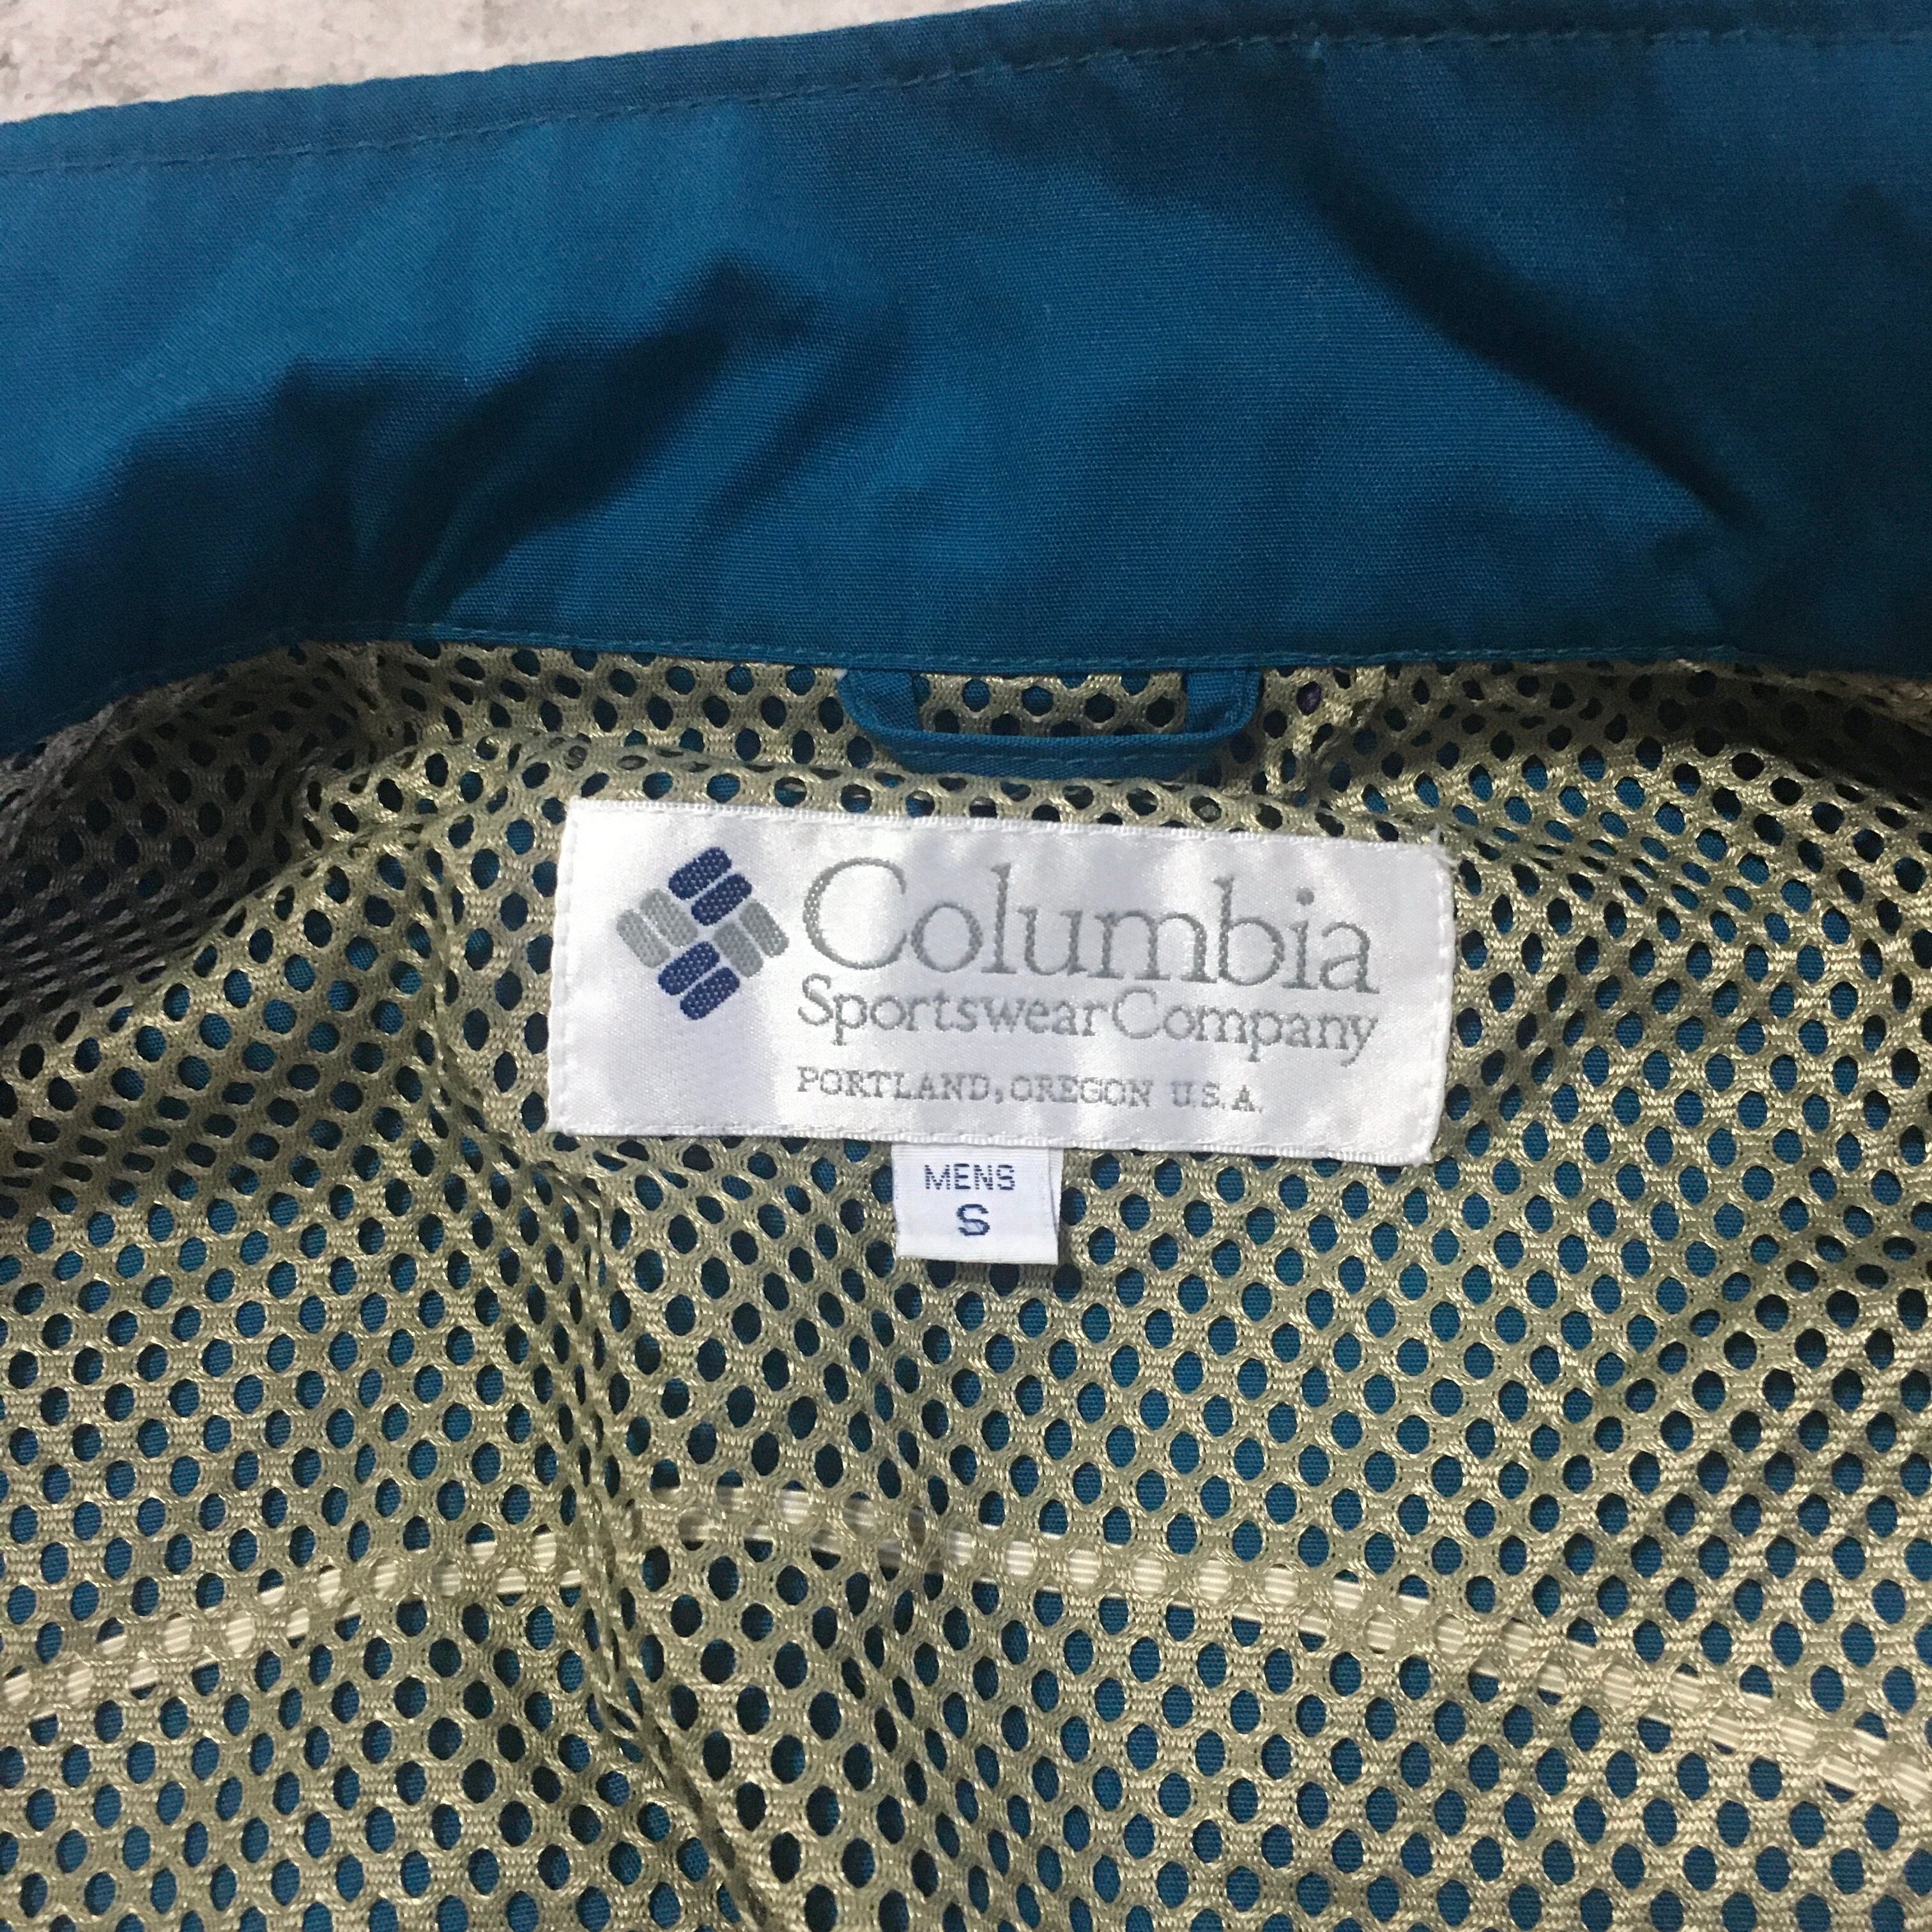 Columbia
Sportswear Company
PORTLAND, OREGON U.S.A.
MENS
S